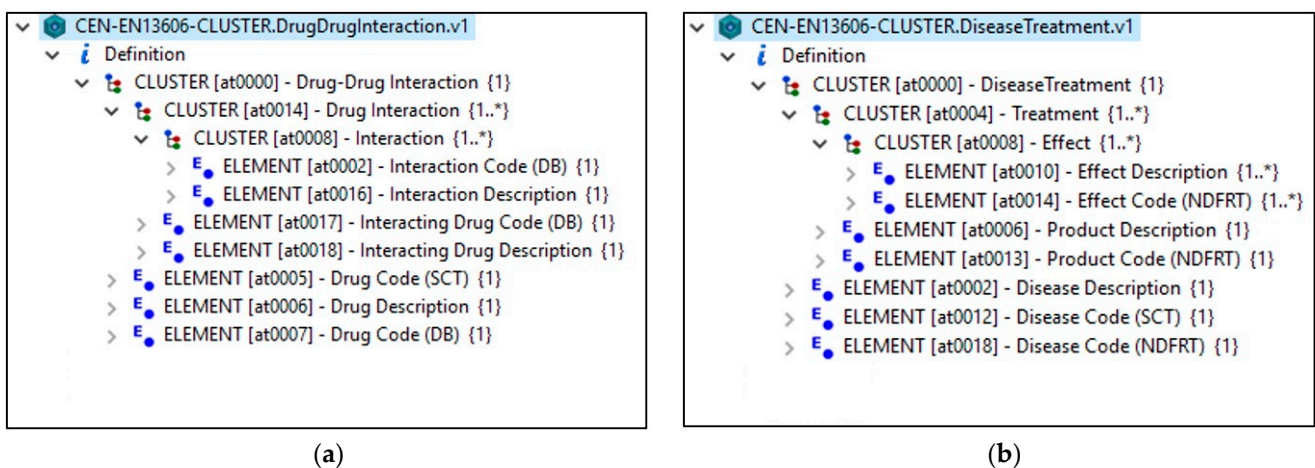 CEN-EN13606-CLUSTER.DrugDrugInteraction.v1
Definition
CLUSTER [at0000] - Drug-Drug Interaction {1}
CLUSTER [at0014] - Drug Interaction {1..*}
CLUSTER [at0008] - Interaction {1..*}
ELEMENT [at0002] - Interaction Code (DB) {1}
ELEMENT [at0016] - Interaction Description {1}
ELEMENT [at0017] - Interacting Drug Code (DB) {1}
ELEMENT [at0018] - Interacting Drug Description {1}
ELEMENT [at0005] - Drug Code (SCT) {1}
ELEMENT [at0006] - Drug Description {1}
ELEMENT [at0007] - Drug Code (DB) {1}
(a)
CEN-EN13606-CLUSTER.DiseaseTreatment.v1
Definition
CLUSTER [at0000] - DiseaseTreatment {1}
CLUSTER [at0004] - Treatment {1..*}
CLUSTER [at0008] - Effect {1..*}
ELEMENT [at0010] - Effect Description {1..*}
ELEMENT [at0014] - Effect Code (NDFRT) {1..*}
ELEMENT [at0006] - Product Description {1}
ELEMENT [at0013] - Product Code (NDFRT) {1}
ELEMENT [at0002] - Disease Description {1}
ELEMENT [at0012] - Disease Code (SCT) {1}
ELEMENT [at0018] - Disease Code (NDFRT) {1}
(b)